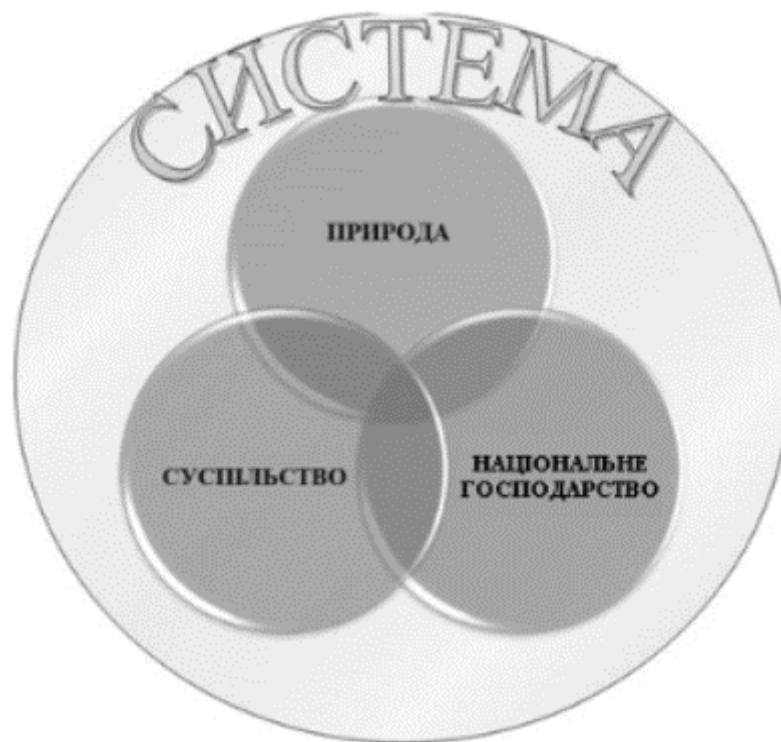 СИСТЕМА
ПРИРОДА
СУСПІЛЬСТВО
НАЦІОНАЛЬНЕ
ГОСПОДАРСТВО